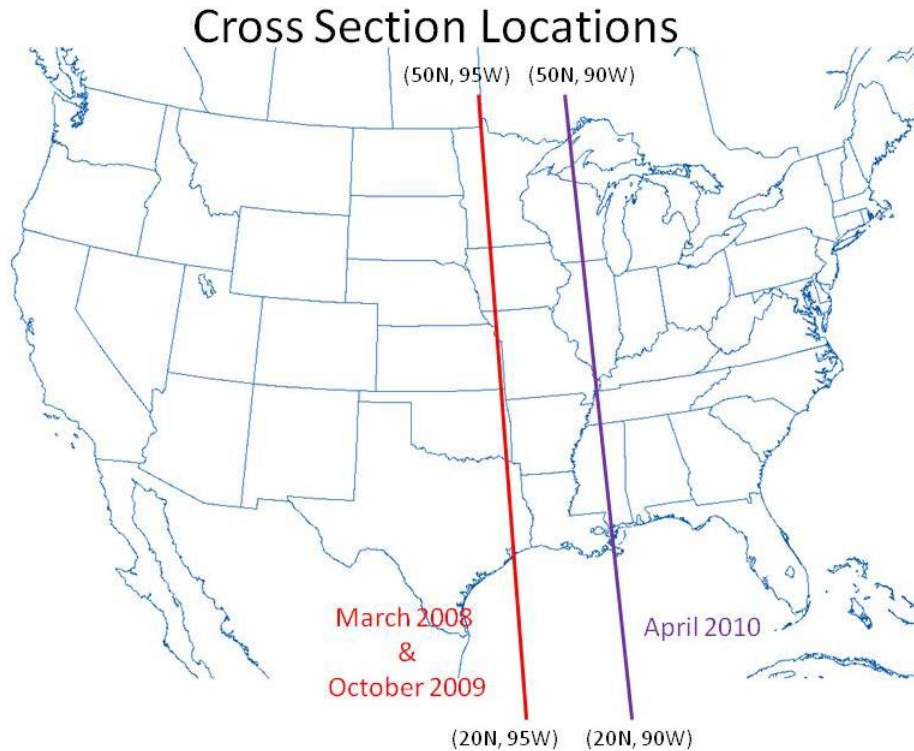 Cross Section Locations
(50N, 95W) (50N, 90W)
March 2008
&
October 2009
April 2010
(20N, 95W) (20N, 90W)